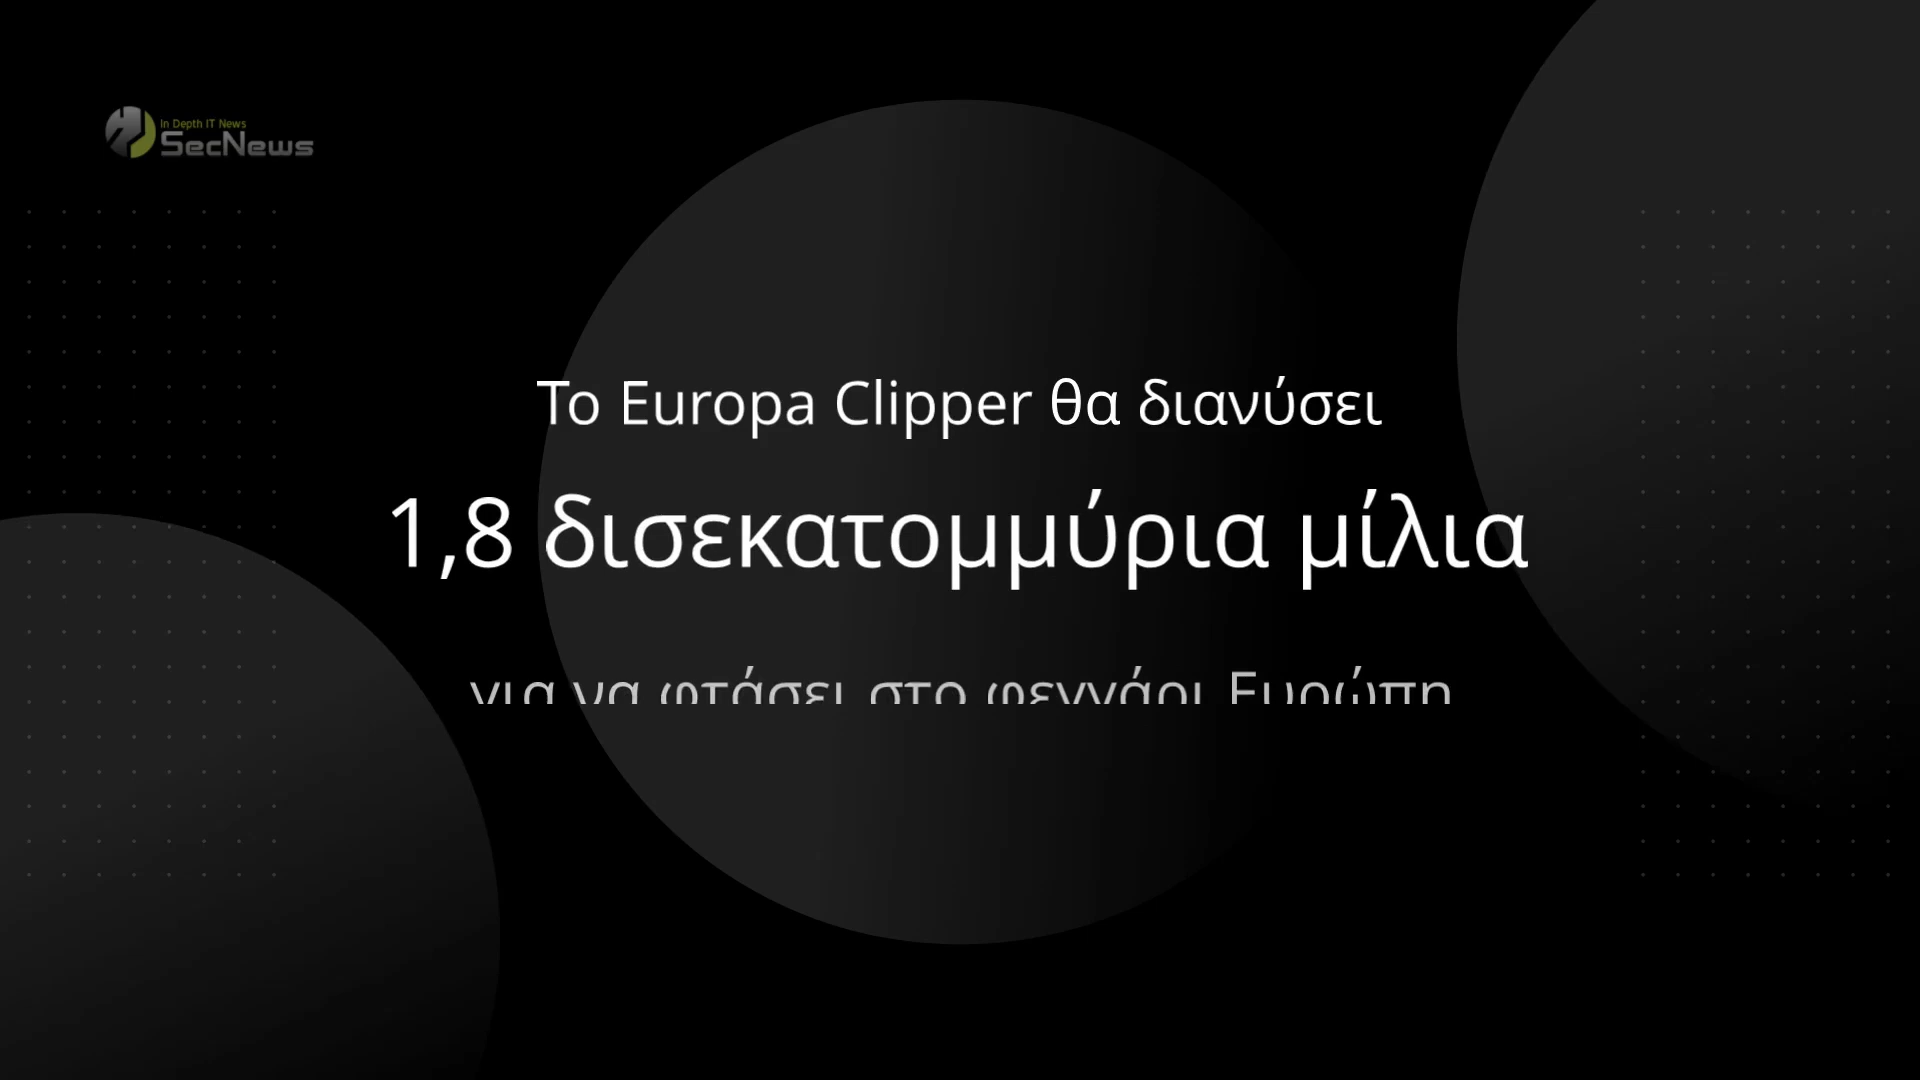 In Depth IT News
SecNews
Το Europa Clipper θα διανύσει
1,8 δισεκατομμύρια μίλια
για να φτάσει στο φεγγάρι Ευρώπη